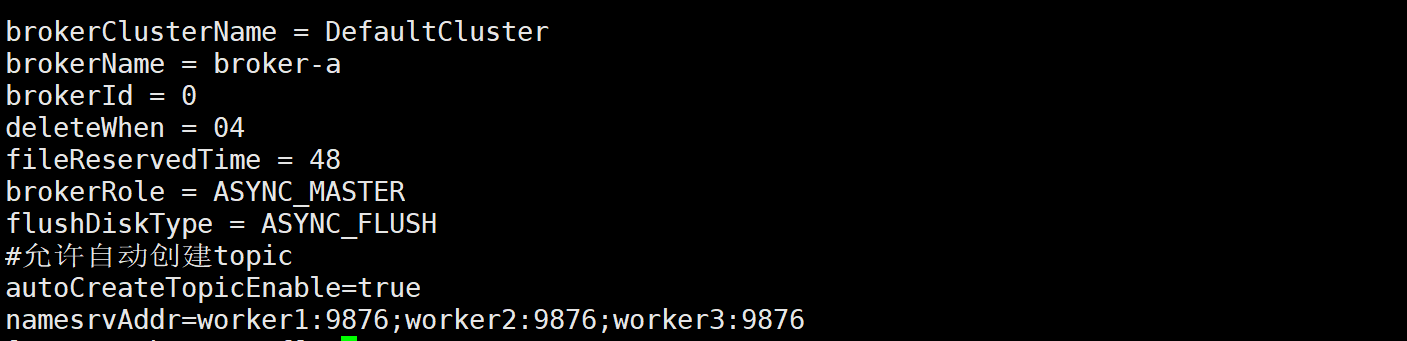 brokerClusterName = DefaultCluster
brokerName = broker-a
brokerId = 0
deleteWhen = 04
fileReservedTime = 48
brokerRole = ASYNC_MASTER
flushDiskType = ASYNC_FLUSH
#允许自动创建topic
autoCreateTopicEnable=true
namesrvAddr=worker1:9876;worker2:9876;worker3:9876